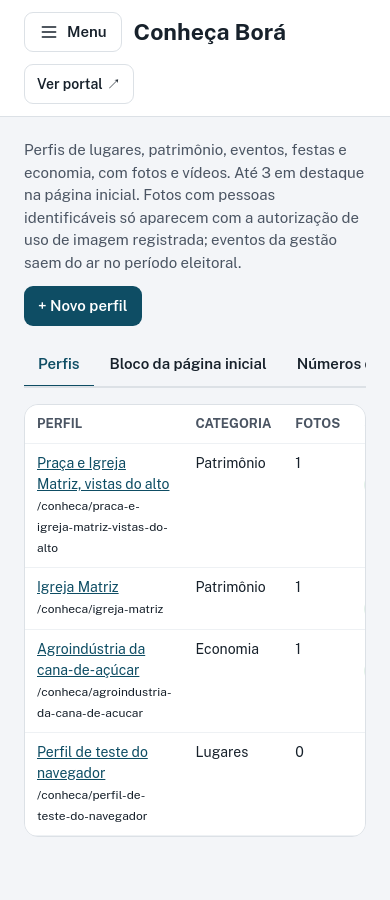 Menu
Conheça Borá
Ver portal ↗
Perfis de lugares, patrimônio, eventos, festas e
economia, com fotos e vídeos. Até 3 em destaque
na página inicial. Fotos com pessoas
identificáveis só aparecem com a autorização de
uso de imagem registrada; eventos da gestão
saem do ar no período eleitoral.
+ Novo perfil
Perfis Bloco da página inicial Números
PERFIL CATEGORIA FOTOS
Praça e Igreja Patrimônio 1
Matriz, vistas do alto
/conheca/praca-e-
igreja-matriz-vistas-do-
alto
Igreja Matriz Patrimônio 1
/conheca/igreja-matriz
Agroindústria da Economia 1
cana-de-açúcar
/conheca/agroindustria-
da-cana-de-acucar
Perfil de teste do Lugares 0
navegador
/conheca/perfil-de-
teste-do-navegador